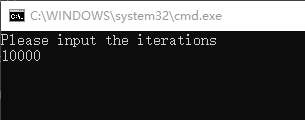 C:\WINDOWS\system32\cmd.exe
Please input the iterations
10000